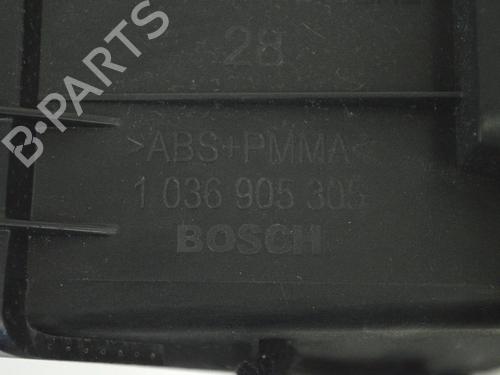 28
>ABS+PMMA<
1 036 905 305
BOSCH
B-PARTS